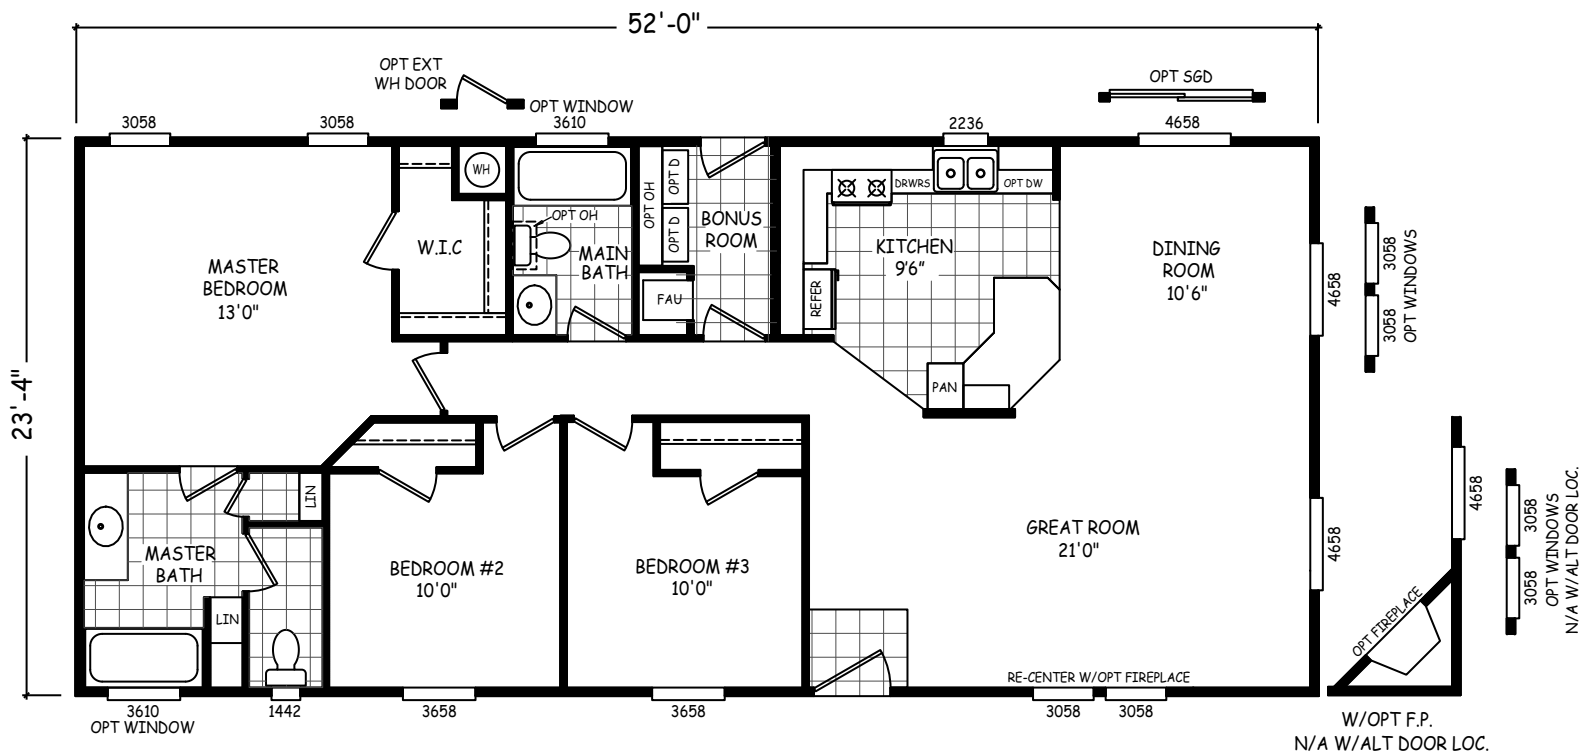 52'-0"
OPT EXT
WH DOOR
OPT SGD
OPT WINDOW
3058
3058
3610
2236
4658
WH
DRWRS
OPT DW
OPT OH
OPT OH
OPT D
OPT D
BONUS
ROOM
W.I.C
MAIN
BATH
KITCHEN
9'6"
DINING
ROOM
10'6"
MASTER
BEDROOM
13'0"
FAU
REFER
4658
3058
3058
OPT WINDOWS
23'-4"
PAN
LIN
GREAT ROOM
21'0"
4658
4658
3058
3058
OPT WINDOWS
N/A W/ALT DOOR LOC.
MASTER
BATH
BEDROOM #2
10'0"
BEDROOM #3
10'0"
LIN
OPT FIREPLACE
RE-CENTER W/OPT FIREPLACE
3610
OPT WINDOW
1442
3658
3658
3058
3058
W/OPT F.P.
N/A W/ALT DOOR LOC.